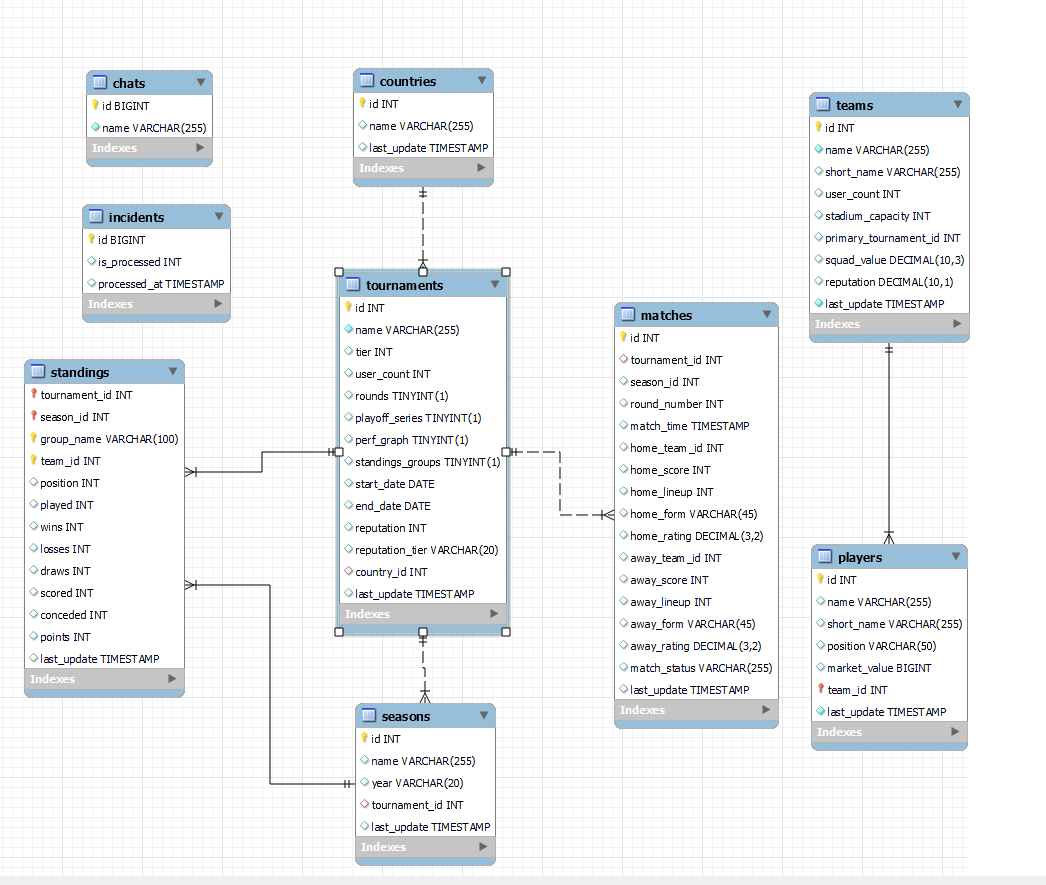 chats
id BIGINT
name VARCHAR(255)
Indexes
countries
id INT
name VARCHAR(255)
last_update TIMESTAMP
Indexes
teams
id INT
name VARCHAR(255)
short_name VARCHAR(255)
user_count INT
stadium_capacity INT
primary_tournament_id INT
squad_value DECIMAL(10,3)
reputation DECIMAL(10,1)
last_update TIMESTAMP
Indexes
incidents
id BIGINT
is_processed INT
processed_at TIMESTAMP
Indexes
tournaments
id INT
name VARCHAR(255)
tier INT
user_count INT
rounds TINYINT(1)
playoff_series TINYINT(1)
perf_graph TINYINT(1)
standings_groups TINYINT(1)
start_date DATE
end_date DATE
reputation INT
reputation_tier VARCHAR(20)
country_id INT
last_update TIMESTAMP
Indexes
matches
id INT
tournament_id INT
season_id INT
round_number INT
match_time TIMESTAMP
home_team_id INT
home_score INT
home_lineup INT
home_form VARCHAR(45)
home_rating DECIMAL(3,2)
away_team_id INT
away_score INT
away_lineup INT
away_form VARCHAR(45)
away_rating DECIMAL(3,2)
match_status VARCHAR(255)
last_update TIMESTAMP
Indexes
standings
tournament_id INT
season_id INT
group_name VARCHAR(100)
team_id INT
position INT
played INT
wins INT
losses INT
draws INT
scored INT
conceded INT
points INT
last_update TIMESTAMP
Indexes
players
id INT
name VARCHAR(255)
short_name VARCHAR(255)
position VARCHAR(50)
market_value BIGINT
team_id INT
last_update TIMESTAMP
Indexes
seasons
id INT
name VARCHAR(255)
year VARCHAR(20)
tournament_id INT
last_update TIMESTAMP
Indexes